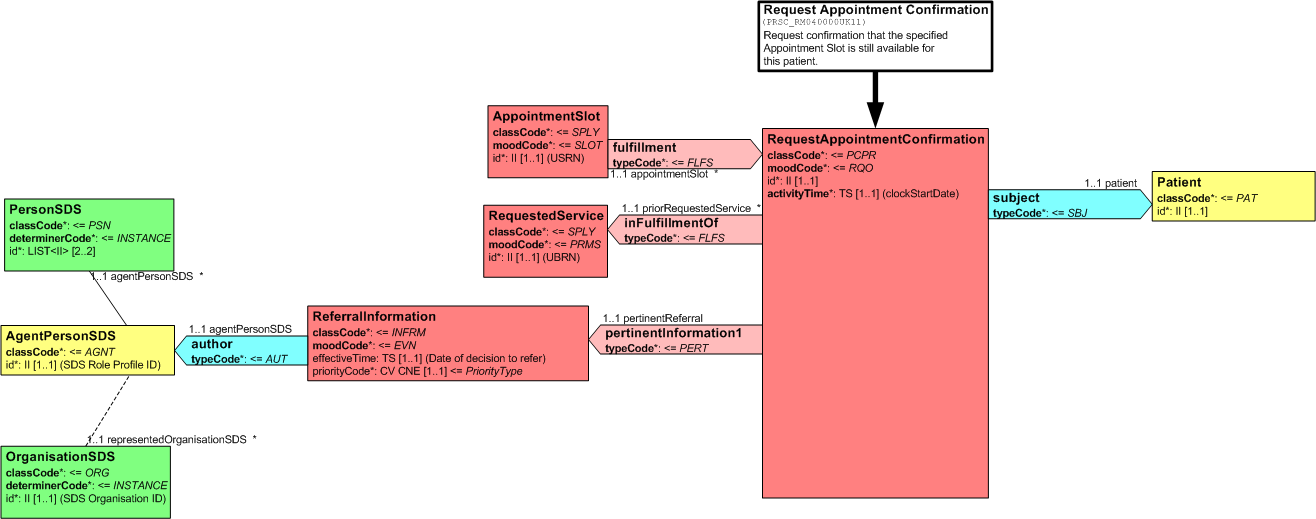 Request Appointment Confirmation
(PRSC_RM040000UK11)
Request confirmation that the specified
Appointment Slot is still available for
this patient.
AppointmentSlot
classCode*: <= SPLY
moodCode*: <= SLOT
id*: II [1..1] (USRN)
fulfillment
typeCode*: <= FLFS
1..1 appointmentSlot *
RequestAppointmentConfirmation
classCode*: <= PCPR
moodCode*: <= RQO
id*: II [1..1]
activityTime*: TS [1..1] (clockStartDate)
1..1 patient
subject
typeCode*: <= SBJ
Patient
classCode*: <= PAT
id*: II [1..1]
PersonSDS
classCode*: <= PSN
determinerCode*: <= INSTANCE
id*: LIST<II> [2..2]
1..1 agentPersonSDS *
RequestedService
classCode*: <= SPLY
moodCode*: <= PRMS
id*: II [1..1] (UBRN)
1..1 priorRequestedService *
inFulfillmentOf
typeCode*: <= FLFS
AgentPersonSDS
classCode*: <= AGNT
id*: II [1..1] (SDS Role Profile ID)
1..1 agentPersonSDS
author
typeCode*: <= AUT
ReferralInformation
classCode*: <= INFRM
moodCode*: <= EVN
effectiveTime: TS [1..1] (Date of decision to refer)
priorityCode*: CV CNE [1..1] <= PriorityType
1..1 pertinentReferral
pertinentInformation1
typeCode*: <= PERT
1..1 representedOrganisationSDS *
OrganisationSDS
classCode*: <= ORG
determinerCode*: <= INSTANCE
id*: II [1..1] (SDS Organisation ID)